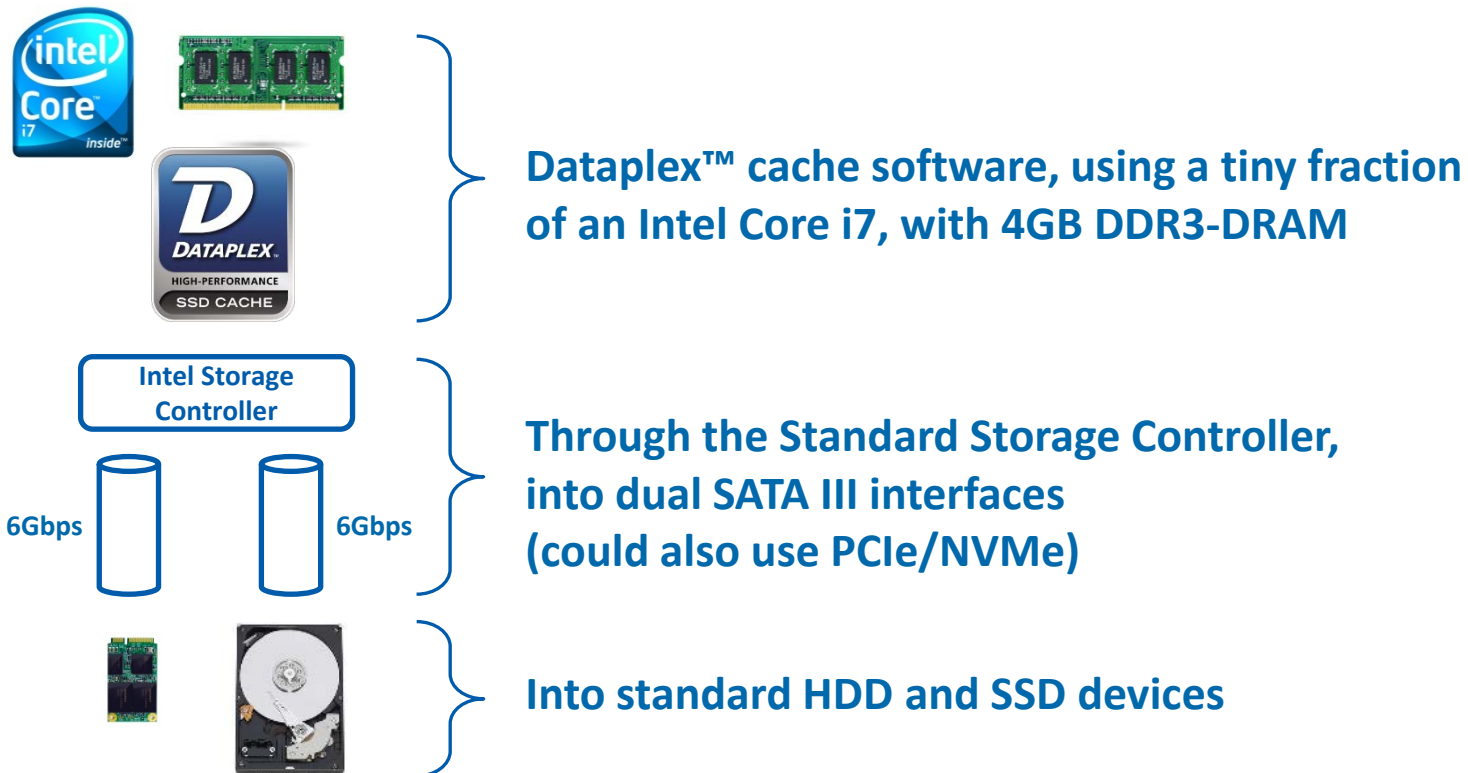 intel
Core™
i7
inside™
D
DATAPLEX™
HIGH-PERFORMANCE
SSD CACHE
Dataplex™ cache software, using a tiny fraction
of an Intel Core i7, with 4GB DDR3-DRAM
Intel Storage
Controller
6Gbps
6Gbps
Through the Standard Storage Controller,
into dual SATA III interfaces
(could also use PCIe/NVMe)
Into standard HDD and SSD devices